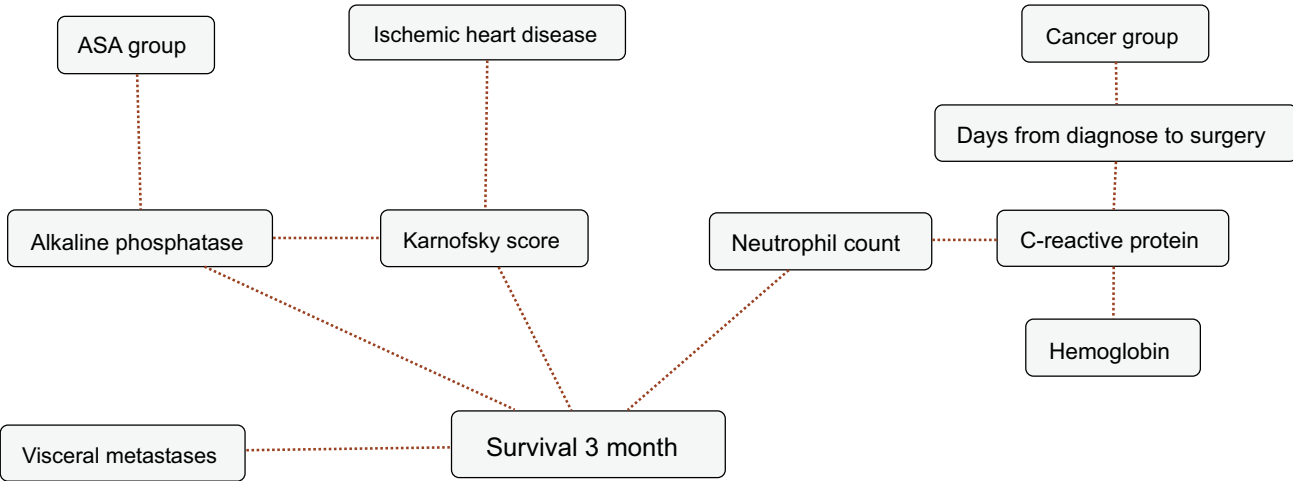 ASA group
Ischemic heart disease
Cancer group
Days from diagnose to surgery
Alkaline phosphatase
Karnofsky score
Neutrophil count
C-reactive protein
Hemoglobin
Survival 3 month
Visceral metastases